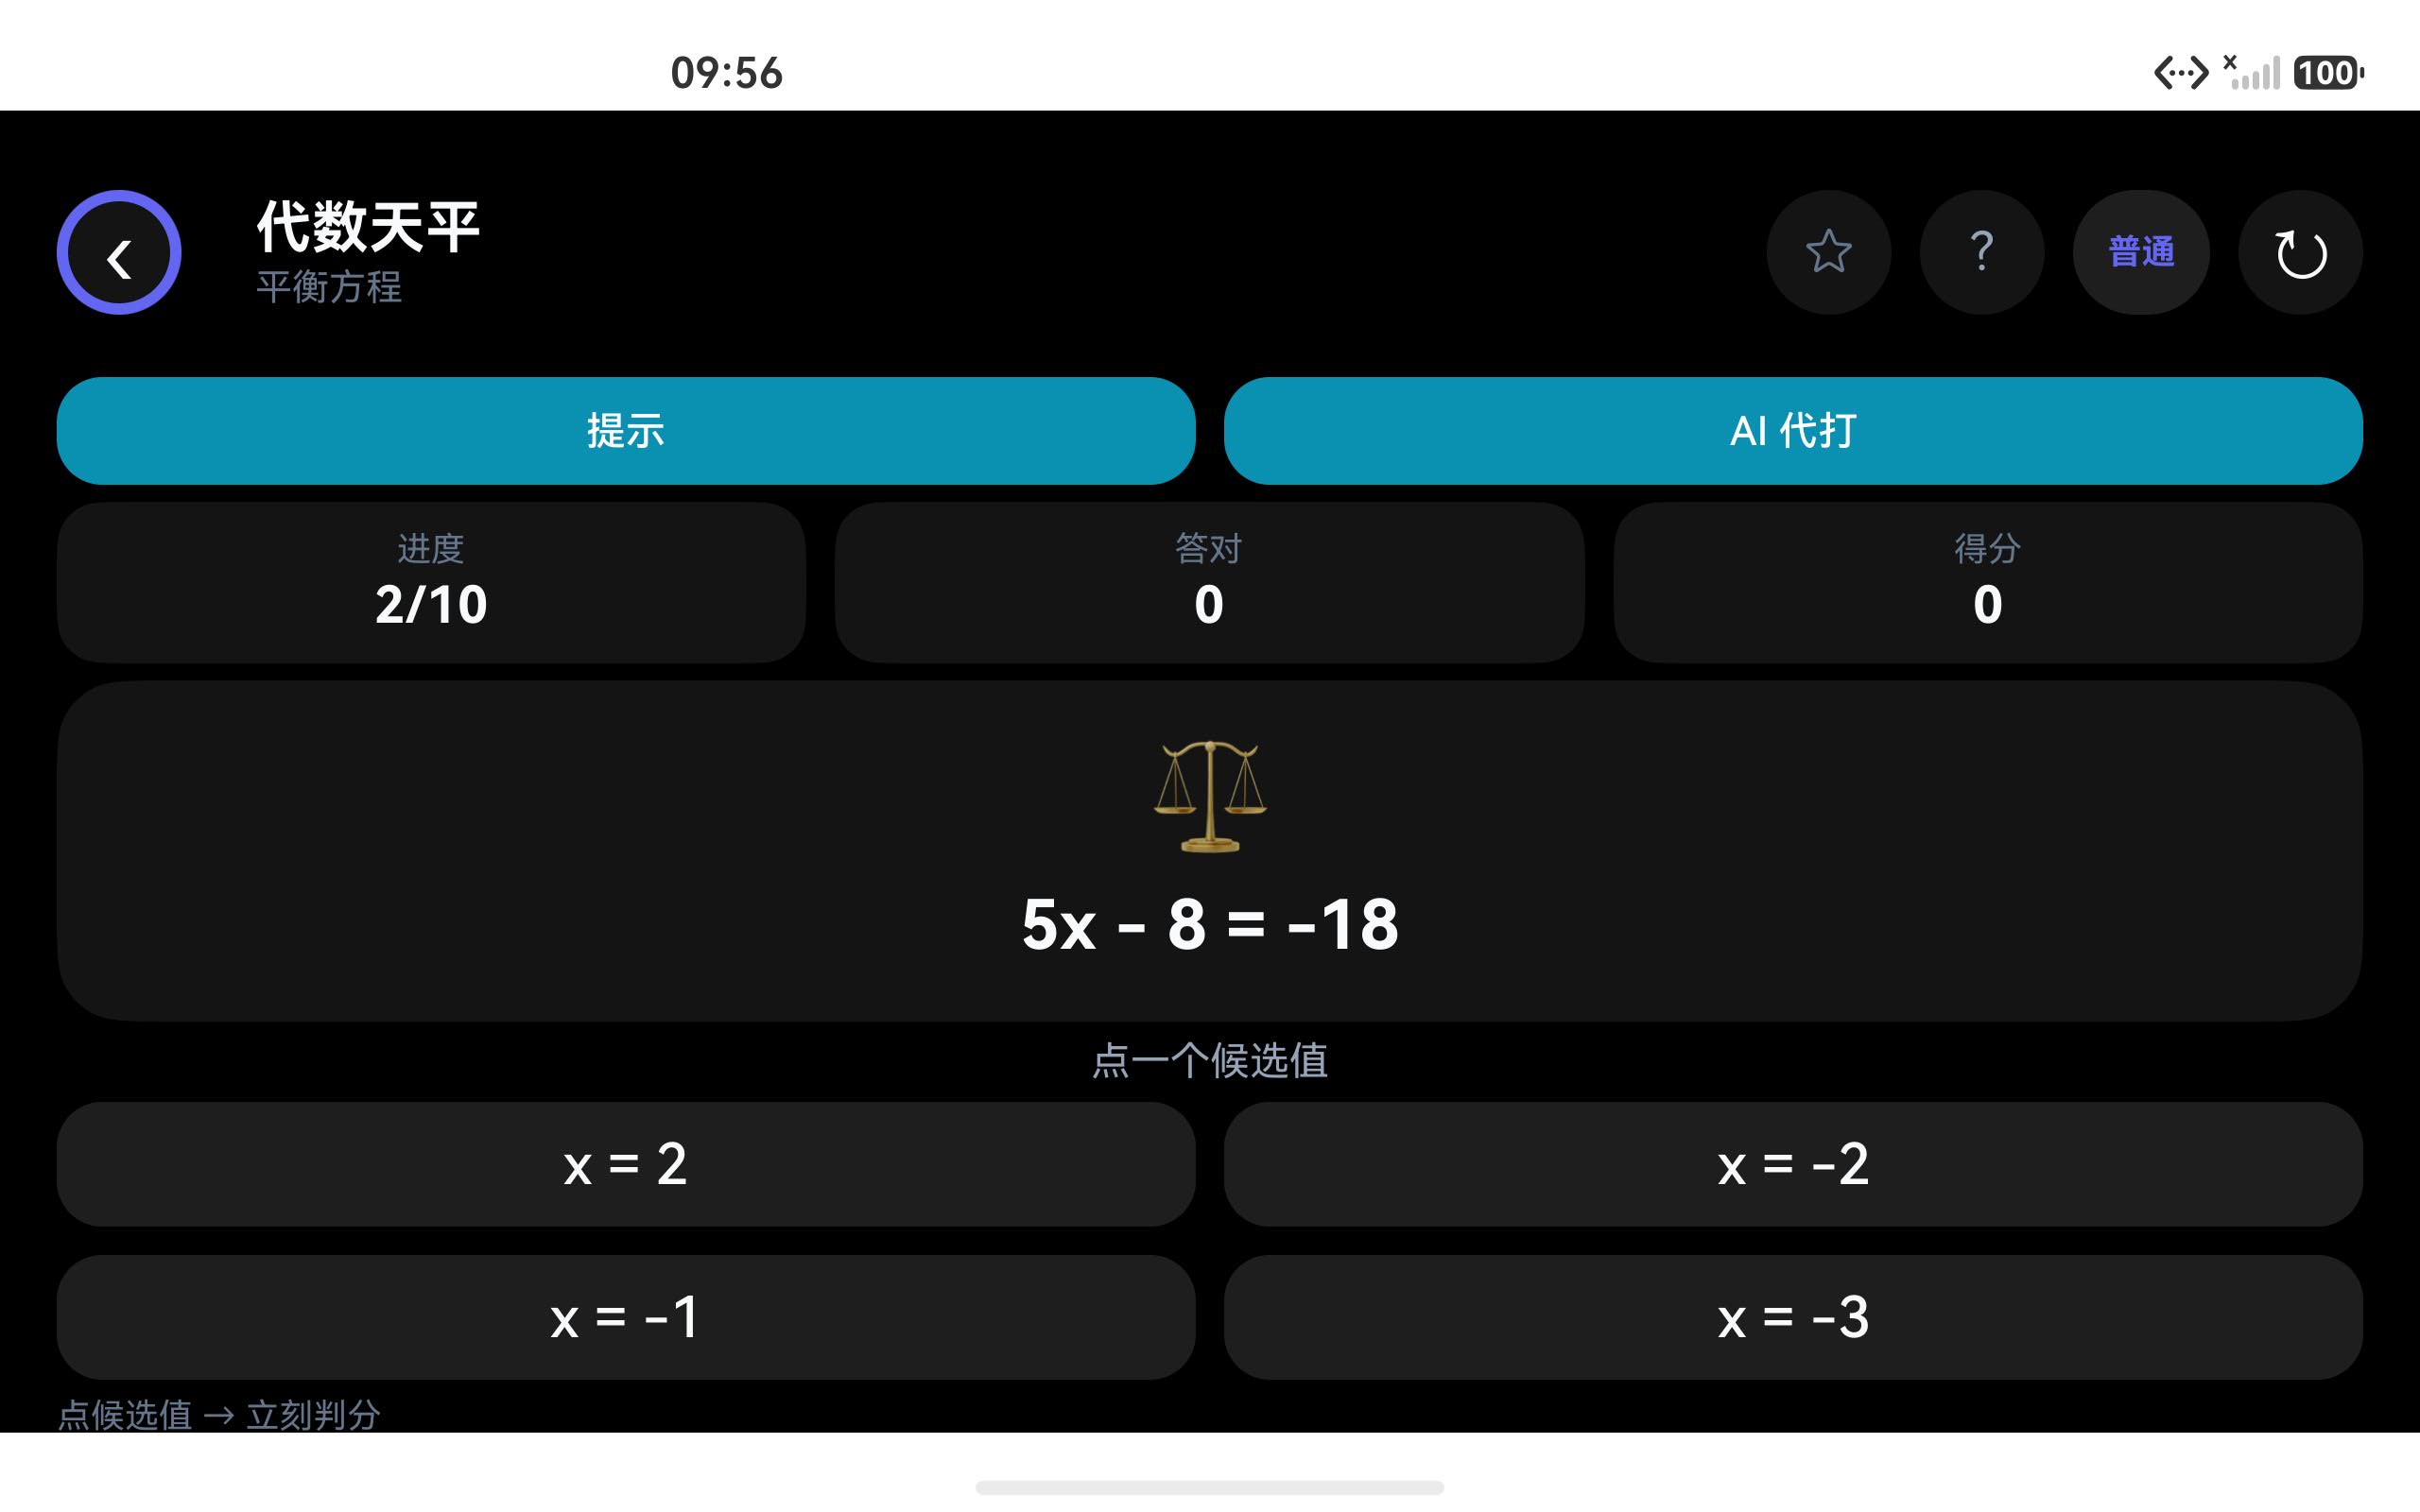 09:56
100
代数天平
平衡方程
?
普通
提示
AI 代打
进度
2/10
答对
0
得分
0
5x - 8 = -18
点一个候选值
x = 2
x = -2
x = -1
x = -3
点候选值 → 立刻判分